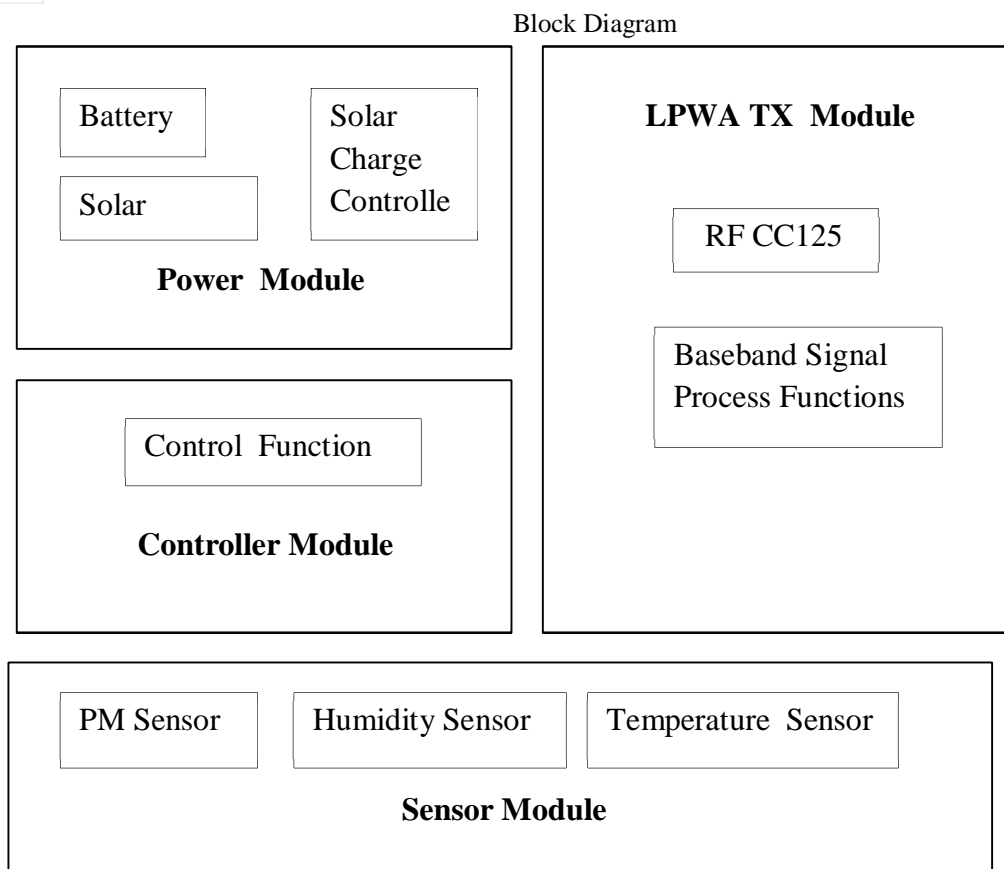 Block Diagram
Battery
Solar
Solar
Charge
Controlle
Power Module
LPWA TX Module
RF CC125
Baseband Signal
Process Functions
Control Function
Controller Module
PM Sensor
Humidity Sensor
Temperature Sensor
Sensor Module